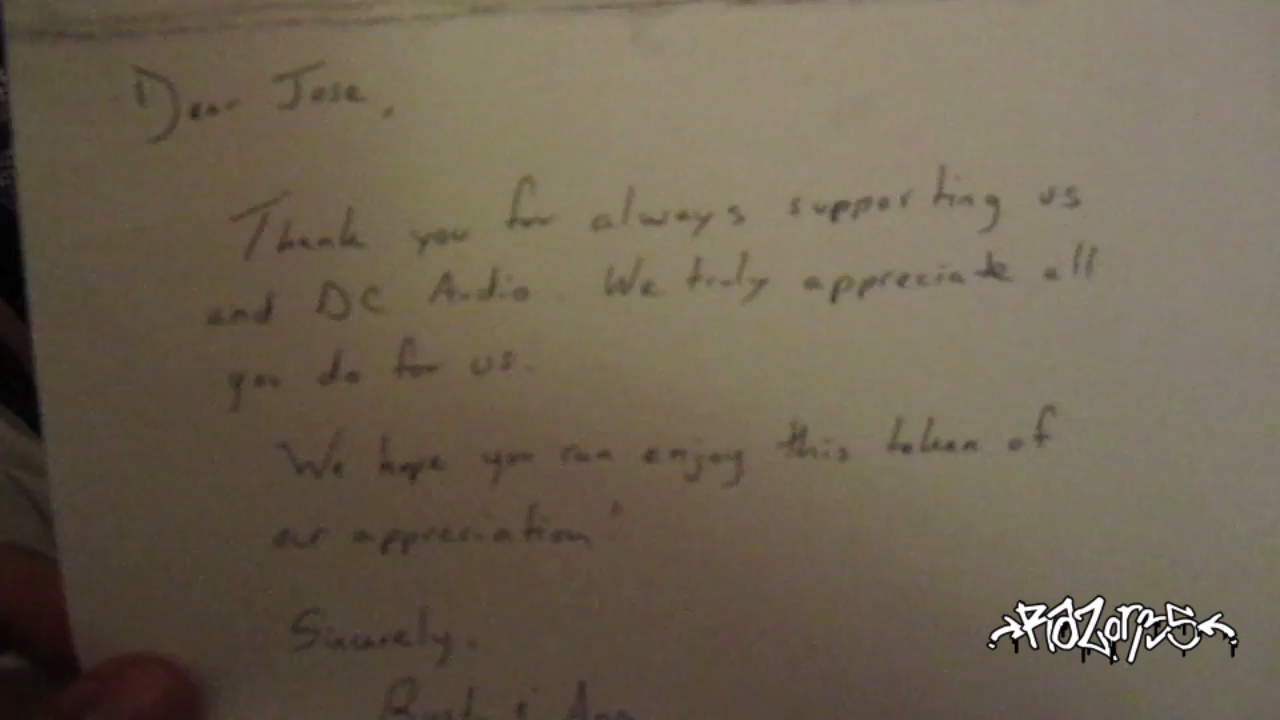 Dear Jose,
Thank you for always supporting us
and DC Audio. We truly appreciate all
you do for us.
We hope you can enjoy this token of
our appreciation!
Sincerely,
Razor35